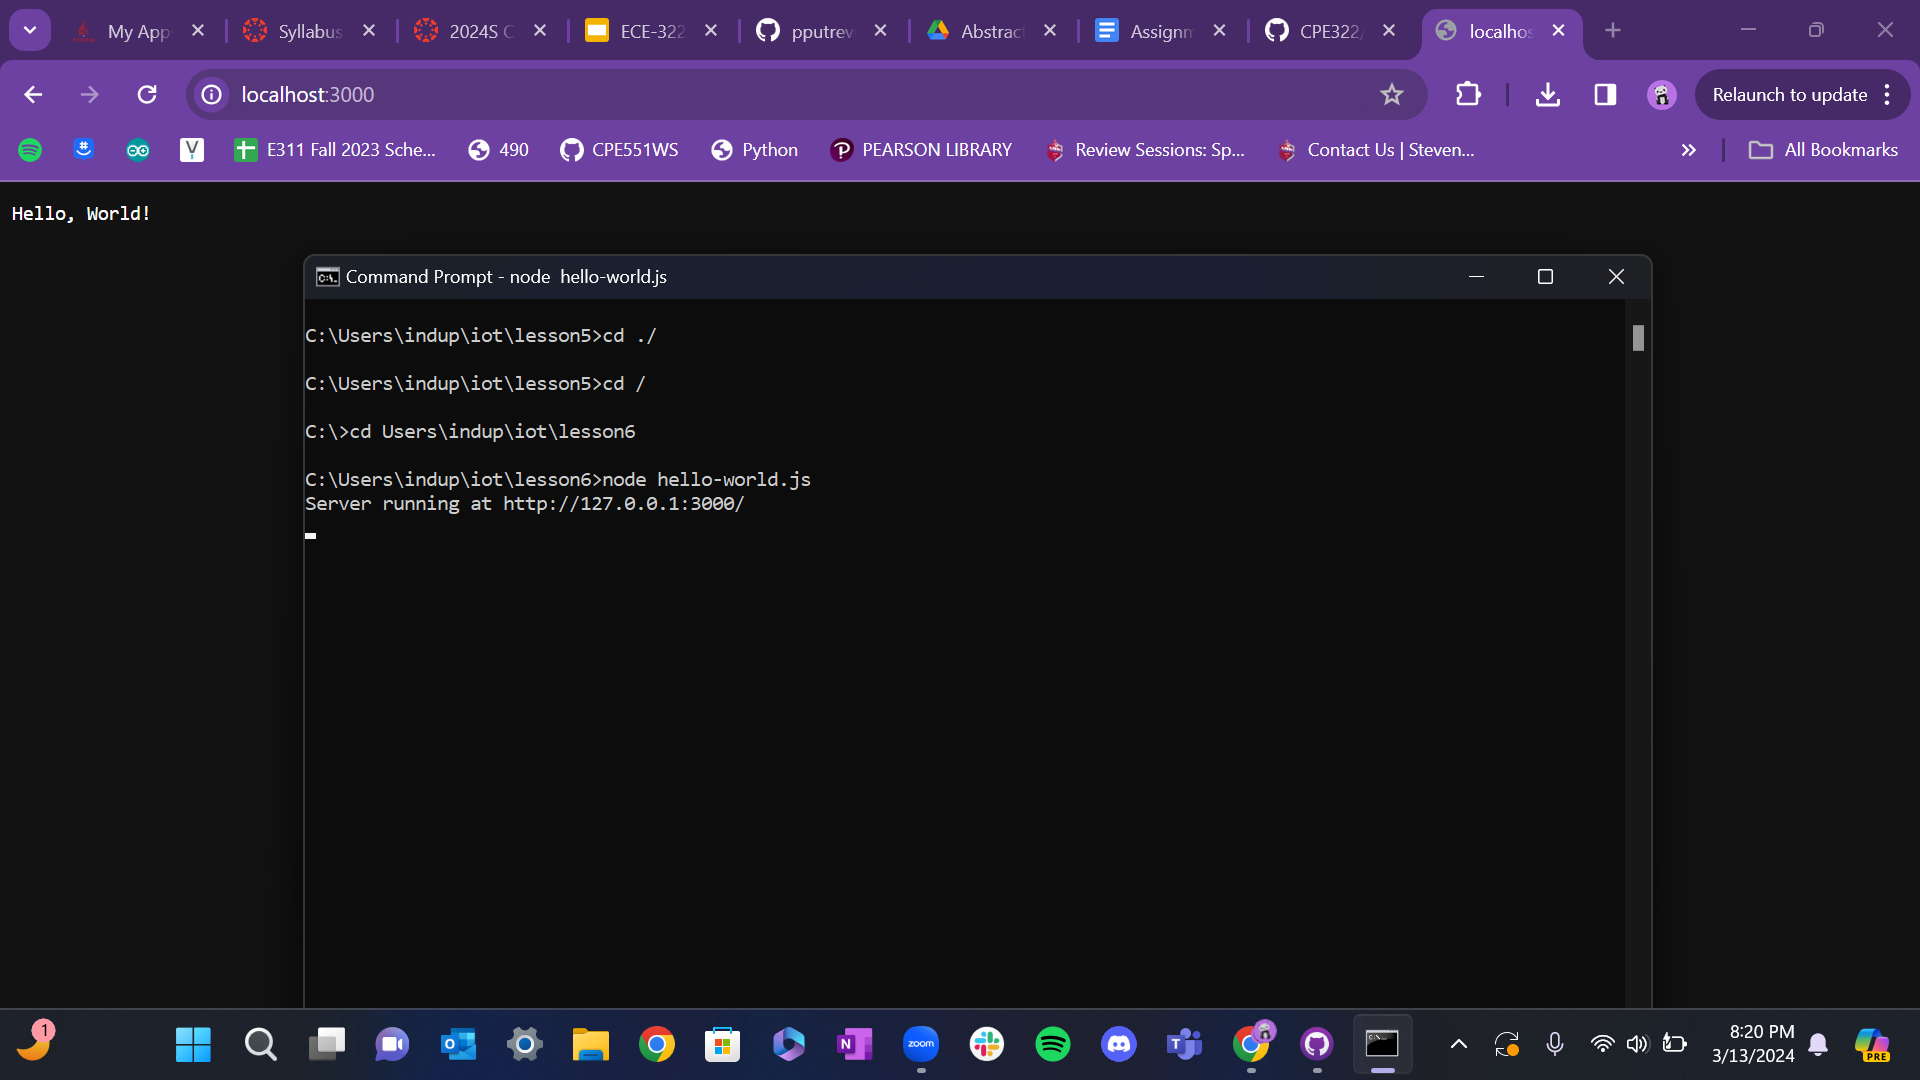 My App
Syllabus
2024S C
ECE-322
pputrev
Abstrac
Assignm
CPE322
localhos
localhost:3000
Relaunch to update
E311 Fall 2023 Sche...
490
CPE551WS
Python
PEARSON LIBRARY
Review Sessions: Sp...
Contact Us | Steven...
All Bookmarks
Hello, World!
Command Prompt - node  hello-world.js
C:\Users\indup\iot\lesson5>cd ./
C:\Users\indup\iot\lesson5>cd /
C:\>cd Users\indup\iot\lesson6
C:\Users\indup\iot\lesson6>node hello-world.js
Server running at http://127.0.0.1:3000/
1
zoom
8:20 PM
3/13/2024
PRE